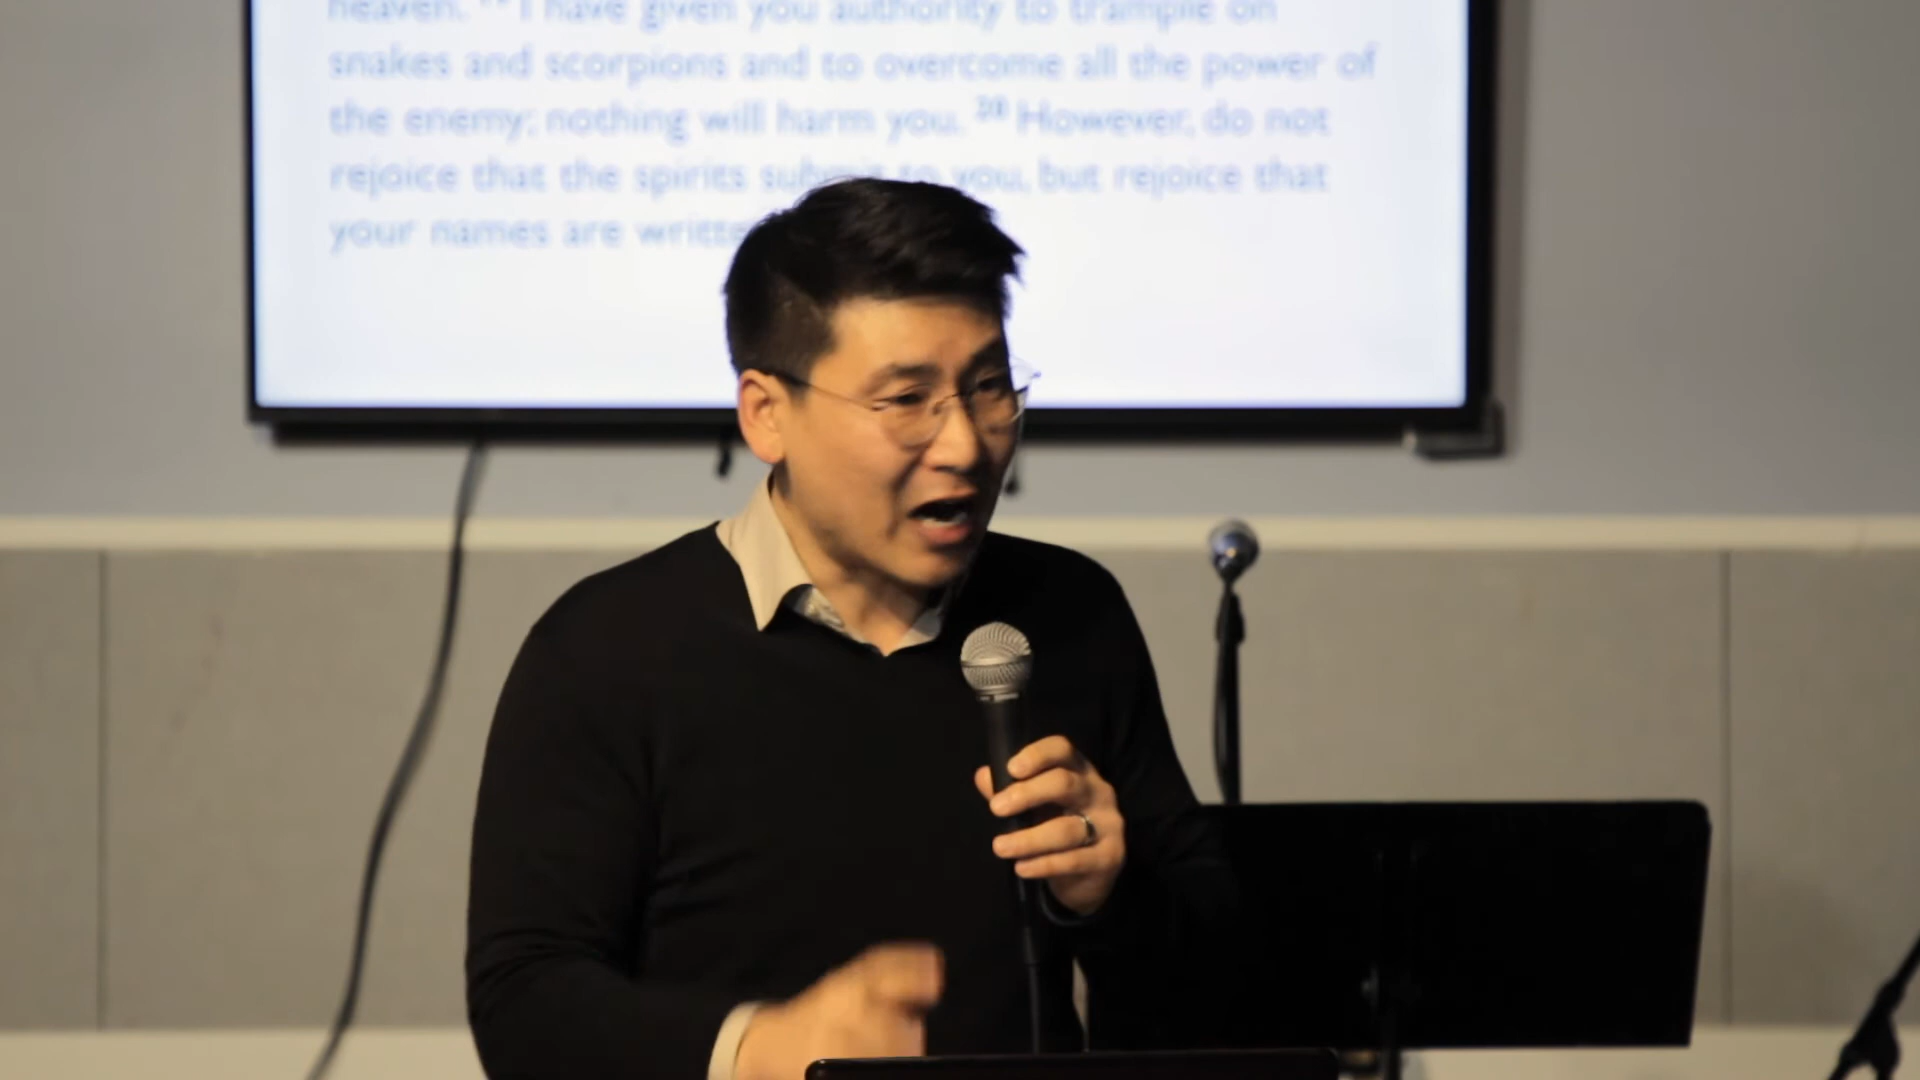 heaven. 19 I have given you authority to trample on
snakes and scorpions and to overcome all the power of
the enemy; nothing will harm you. 20 However, do not
rejoice that the spirits submit to you, but rejoice that
your names are writte